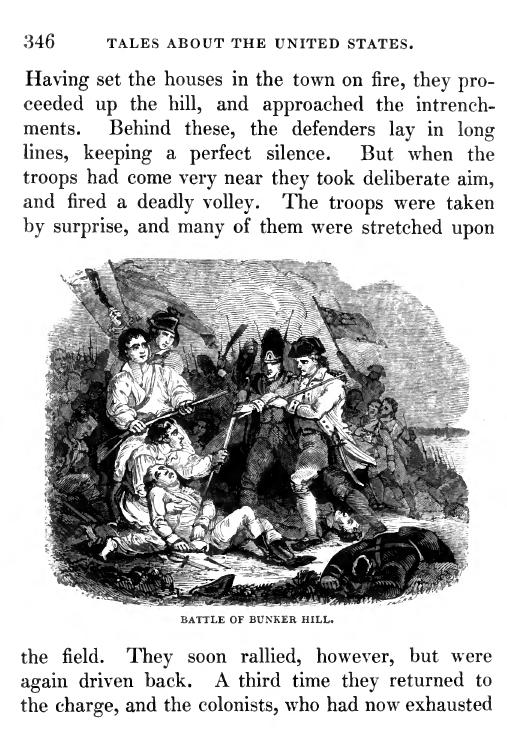 346 TALES ABOUT THE UNITED STATES.
Having set the houses in the town on fire, they pro-
ceeded up the hill, and approached the intrench-
ments. Behind these, the defenders lay in long
lines, keeping a perfect silence. But when the
troops had come very near they took deliberate aim,
and fired a deadly volley. The troops were taken
by surprise, and many of them were stretched upon
BATTLE OF BUNKER HILL.
the field. They soon rallied, however, but were
again driven back. A third time they returned to
the charge, and the colonists, who had now exhausted